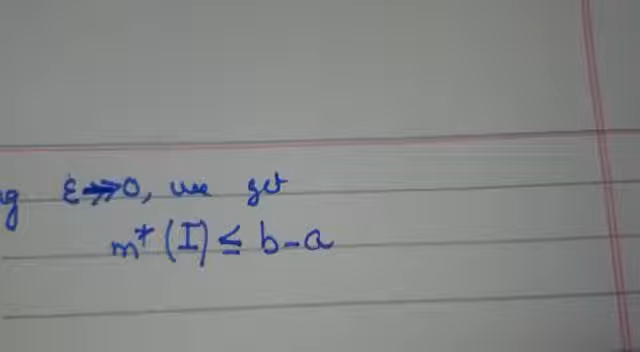 ε→0, we get
m*(I) ≤ b-a